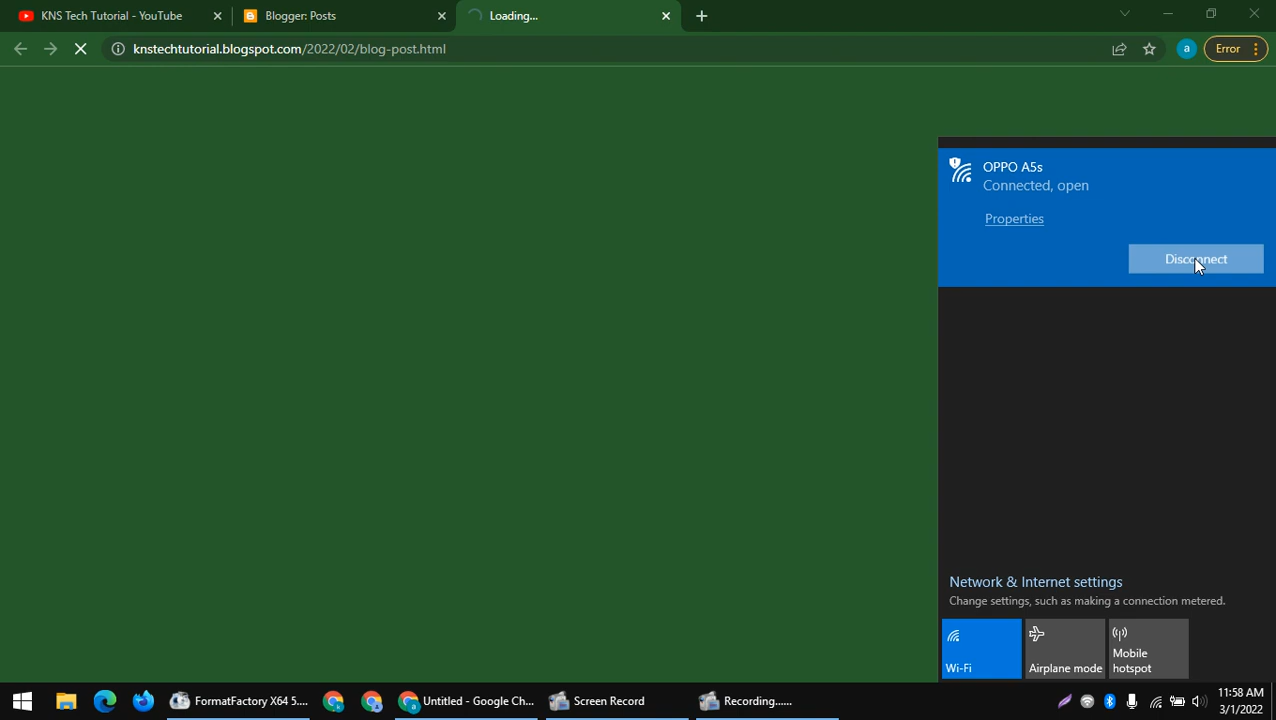 KNS Tech Tutorial - YouTube
Blogger: Posts
Loading...
knstechtutorial.blogspot.com/2022/02/blog-post.html
a
Error
OPPO A5s
Connected, open
Properties
Disconnect
Network & Internet settings
Change settings, such as making a connection metered.
Wi-Fi
Airplane mode
Mobile
hotspot
FormatFactory X64 5....
Untitled - Google Ch...
Screen Record
Recording......
11:58 AM
3/1/2022